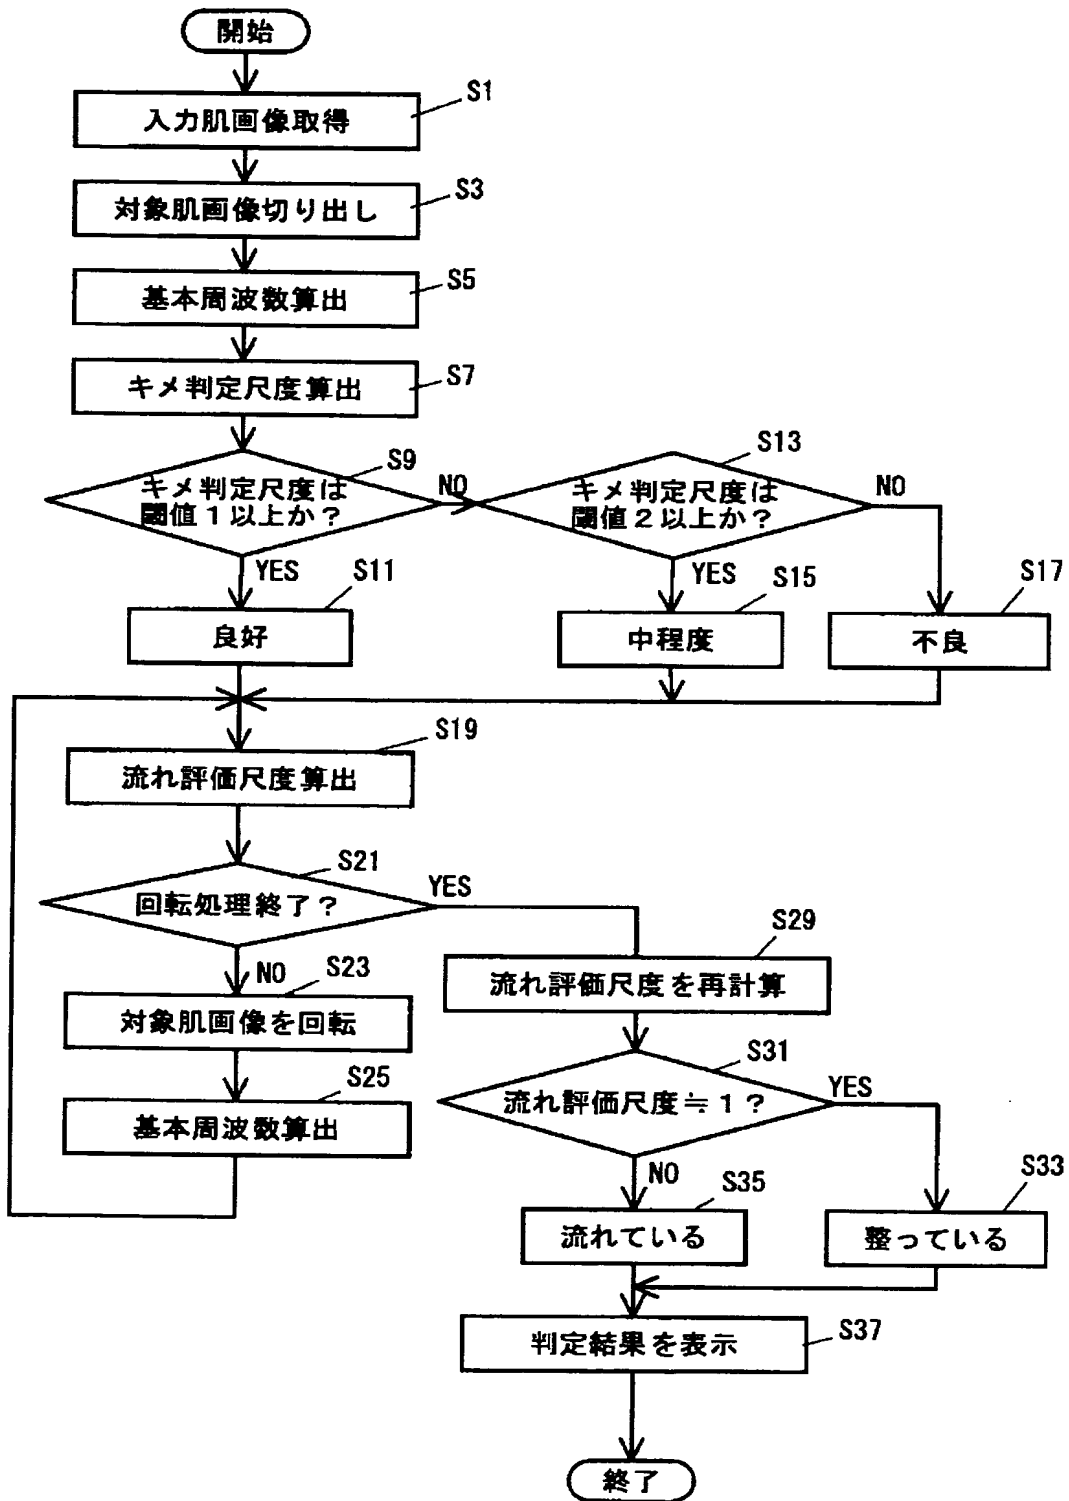 開始
S1
入力肌画像取得
S3
対象肌画像切り出し
S5
基本周波数算出
S7
キメ判定尺度算出
S9
キメ判定尺度は
閾値1以上か?
NO
YES
S13
キメ判定尺度は
閾値2以上か?
NO
YES
S11
良好
S15
中程度
S17
不良
S19
流れ評価尺度算出
S21
回転処理終了?
YES
NO
S23
対象肌画像を回転
S25
基本周波数算出
S29
流れ評価尺度を再計算
S31
流れ評価尺度≒1?
YES
NO
S35
流れている
S33
整っている
S37
判定結果を表示
終了